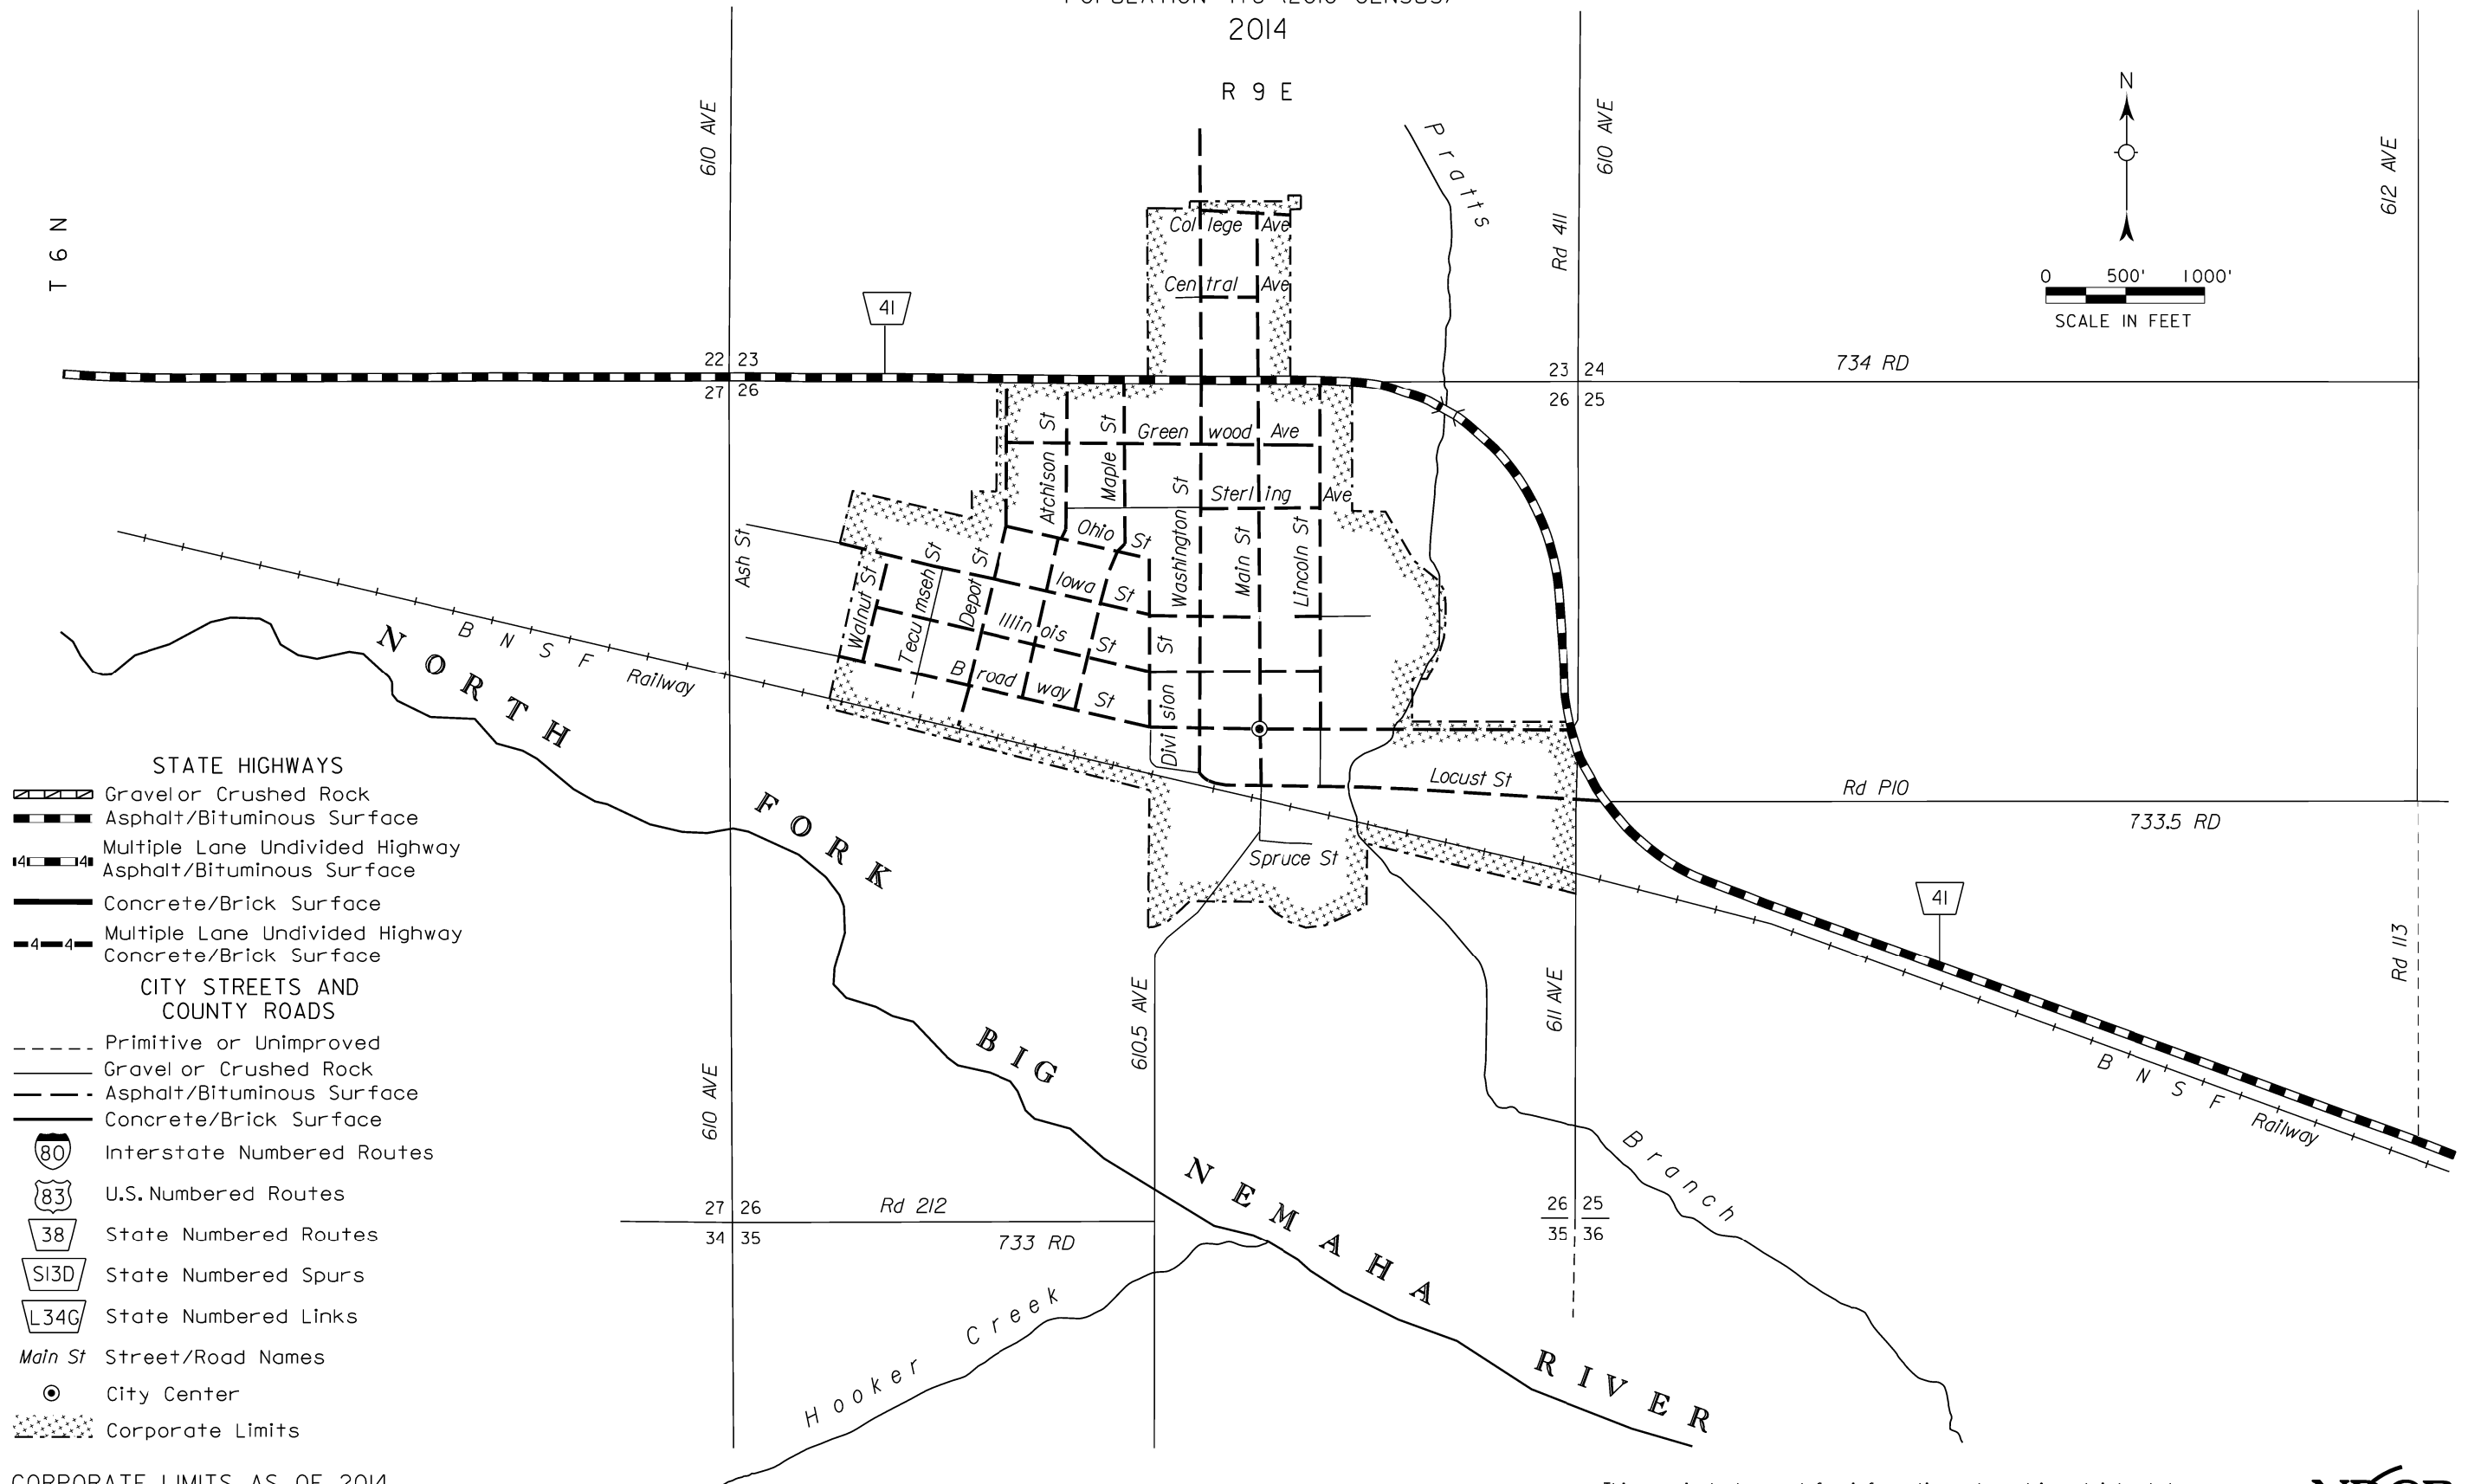 2014
R 9 E
N
0 500' 1000'
SCALE IN FEET
T 6 N
610 AVE
610 AVE
612 AVE
Pratts
Rd 411
College Ave
Central Ave
41
22 23
27 26
23 24
26 25
734 RD
Atchison St
Maple St
Greenwood Ave
Washington St
Sterling Ave
Main St
Lincoln St
Ohio St
Iowa St
Illinois St
Broadway St
Division St
Ash St
Walnut St
Tecumseh St
Depot St
BNSF Railway
Locust St
Spruce St
Rd P10
733.5 RD
41
Rd 113
611 AVE
610.5 AVE
610 AVE
BNSF Railway
Branch
NORTH FORK BIG NEMAHA RIVER
27 26
34 35
Rd 212
733 RD
26 25
35 36
Hooker Creek
STATE HIGHWAYS
Gravel or Crushed Rock
Asphalt/Bituminous Surface
4 4 Multiple Lane Undivided Highway
Asphalt/Bituminous Surface
Concrete/Brick Surface
4 4 Multiple Lane Undivided Highway
Concrete/Brick Surface
CITY STREETS AND
COUNTY ROADS
Primitive or Unimproved
Gravel or Crushed Rock
Asphalt/Bituminous Surface
Concrete/Brick Surface
80 Interstate Numbered Routes
83 U.S. Numbered Routes
38 State Numbered Routes
S13D State Numbered Spurs
L34G State Numbered Links
Main St Street/Road Names
City Center
Corporate Limits
CORPORATE LIMITS AS OF 2014